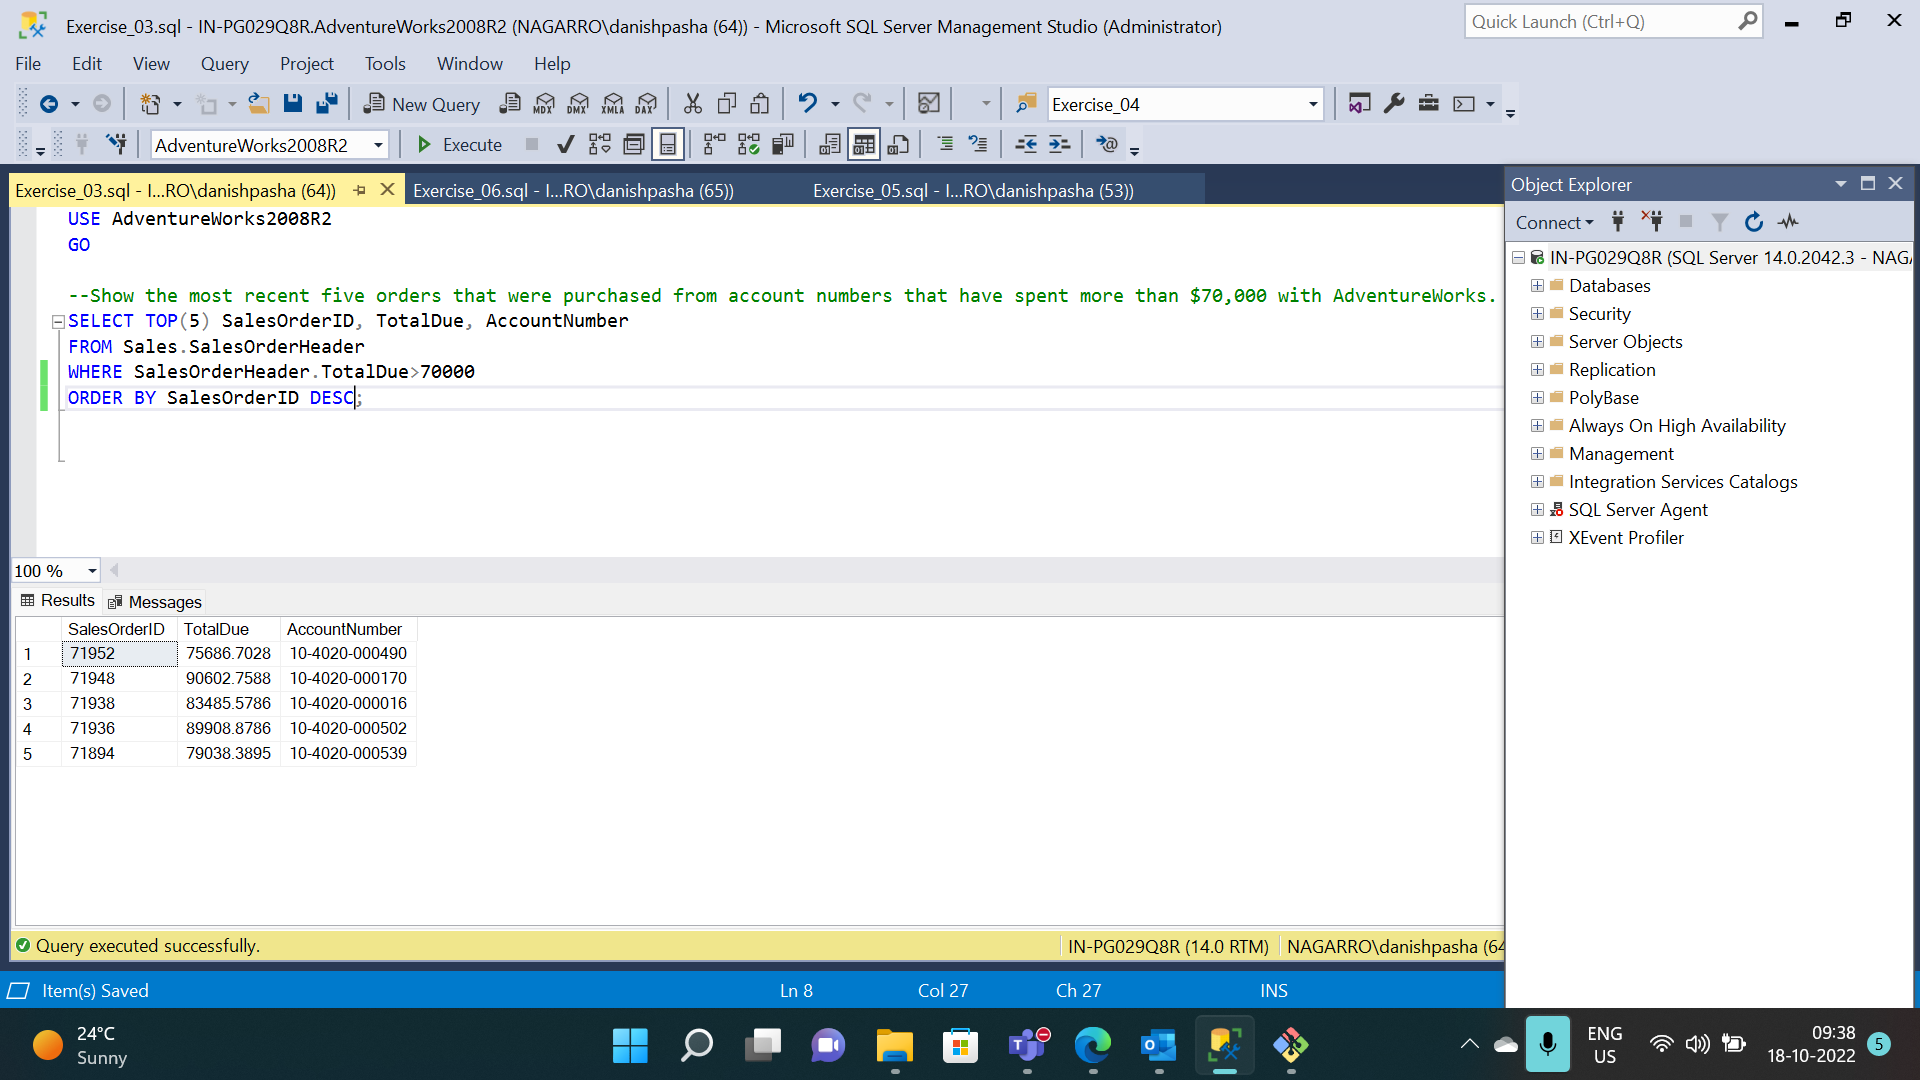 Exercise_03.sql - IN-PG029Q8R.AdventureWorks2008R2 (NAGARRO\danishpasha (64)) - Microsoft SQL Server Management Studio (Administrator)
Quick Launch (Ctrl+Q)
File Edit View Query Project Tools Window Help
New Query
MDX DMX XMLA DAX
Exercise_04
AdventureWorks2008R2
Execute
Exercise_03.sql - I...RO\danishpasha (64))
Exercise_06.sql - I...RO\danishpasha (65))
Exercise_05.sql - I...RO\danishpasha (53))
USE AdventureWorks2008R2
GO
--Show the most recent five orders that were purchased from account numbers that have spent more than $70,000 with AdventureWorks.
SELECT TOP(5) SalesOrderID, TotalDue, AccountNumber
FROM Sales.SalesOrderHeader
WHERE SalesOrderHeader.TotalDue>70000
ORDER BY SalesOrderID DESC;
100 %
Results Messages
SalesOrderID TotalDue AccountNumber
1 71952 75686.7028 10-4020-000490
2 71948 90602.7588 10-4020-000170
3 71938 83485.5786 10-4020-000016
4 71936 89908.8786 10-4020-000502
5 71894 79038.3895 10-4020-000539
Query executed successfully.
IN-PG029Q8R (14.0 RTM)
NAGARRO\danishpasha (64
Object Explorer
Connect
IN-PG029Q8R (SQL Server 14.0.2042.3 - NAGA
Databases
Security
Server Objects
Replication
PolyBase
Always On High Availability
Management
Integration Services Catalogs
SQL Server Agent
XEvent Profiler
Item(s) Saved
Ln 8
Col 27
Ch 27
INS
24°C
Sunny
ENG
US
09:38
18-10-2022
5